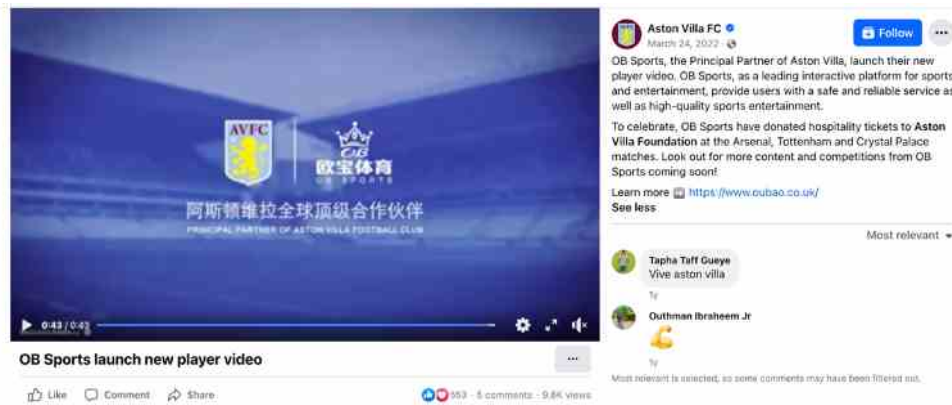 AVFC
OB
欧宝体育
OB SPORTS
阿斯顿维拉全球顶级合作伙伴
PRINCIPAL PARTNER OF ASTON VILLA FOOTBALL CLUB
0:43 / 0:43
OB Sports launch new player video
...
Like Comment Share
553 · 5 comments · 9.8K views
Aston Villa FC
Follow
...
March 24, 2022 ·
OB Sports, the Principal Partner of Aston Villa, launch their new
player video. OB Sports, as a leading interactive platform for sports
and entertainment, provide users with a safe and reliable service as
well as high-quality sports entertainment.
To celebrate, OB Sports have donated hospitality tickets to Aston
Villa Foundation at the Arsenal, Tottenham and Crystal Palace
matches. Look out for more content and competitions from OB
Sports coming soon!
Learn more https://www.oubao.co.uk/
See less
Most relevant
Tapha Taff Gueye
Vive aston villa
1y
Outhman Ibraheem Jr
1y
Most relevant is selected, so some comments may have been filtered out.